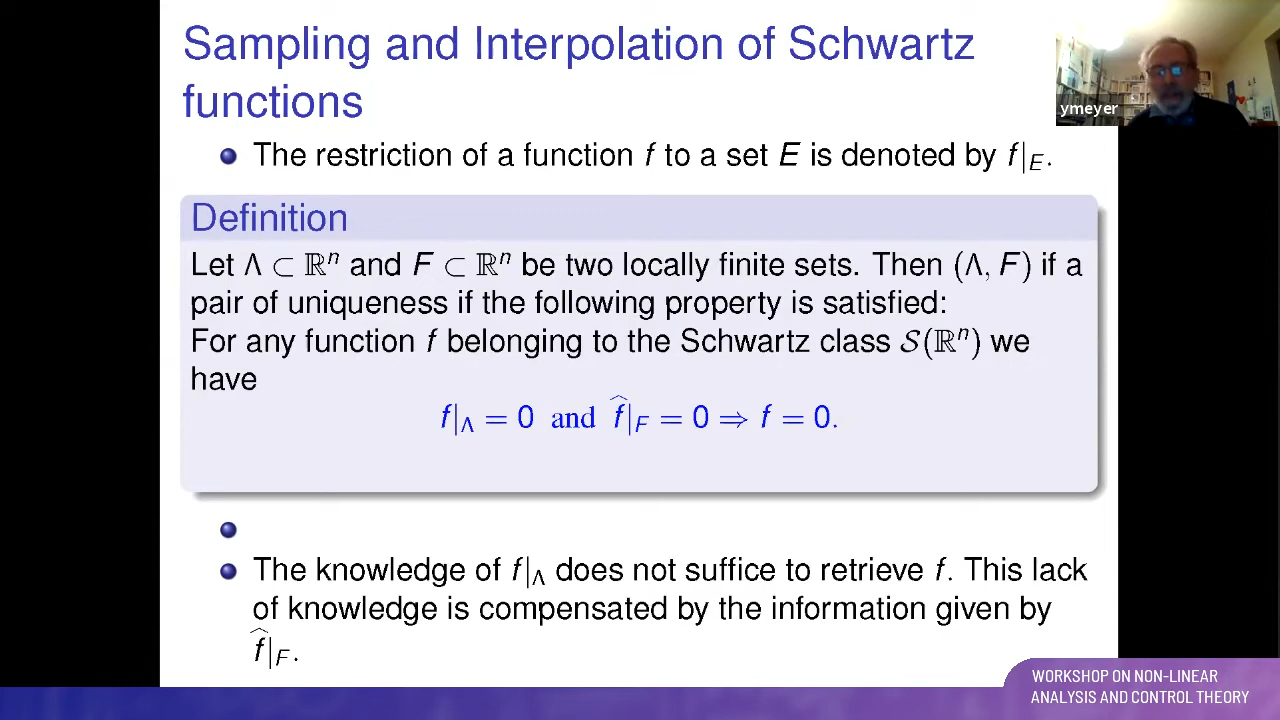 Sampling and Interpolation of Schwartz
functions
ymeyer
The restriction of a function f to a set E is denoted by f|_E.
Definition
Let Λ ⊂ ℝⁿ and F ⊂ ℝⁿ be two locally finite sets. Then (Λ, F) if a
pair of uniqueness if the following property is satisfied:
For any function f belonging to the Schwartz class 𝒮(ℝⁿ) we
have
f|_Λ = 0 and f̂|_F = 0 ⇒ f = 0.
The knowledge of f|_Λ does not suffice to retrieve f. This lack
of knowledge is compensated by the information given by
f̂|_F.
WORKSHOP ON NON-LINEAR
ANALYSIS AND CONTROL THEORY